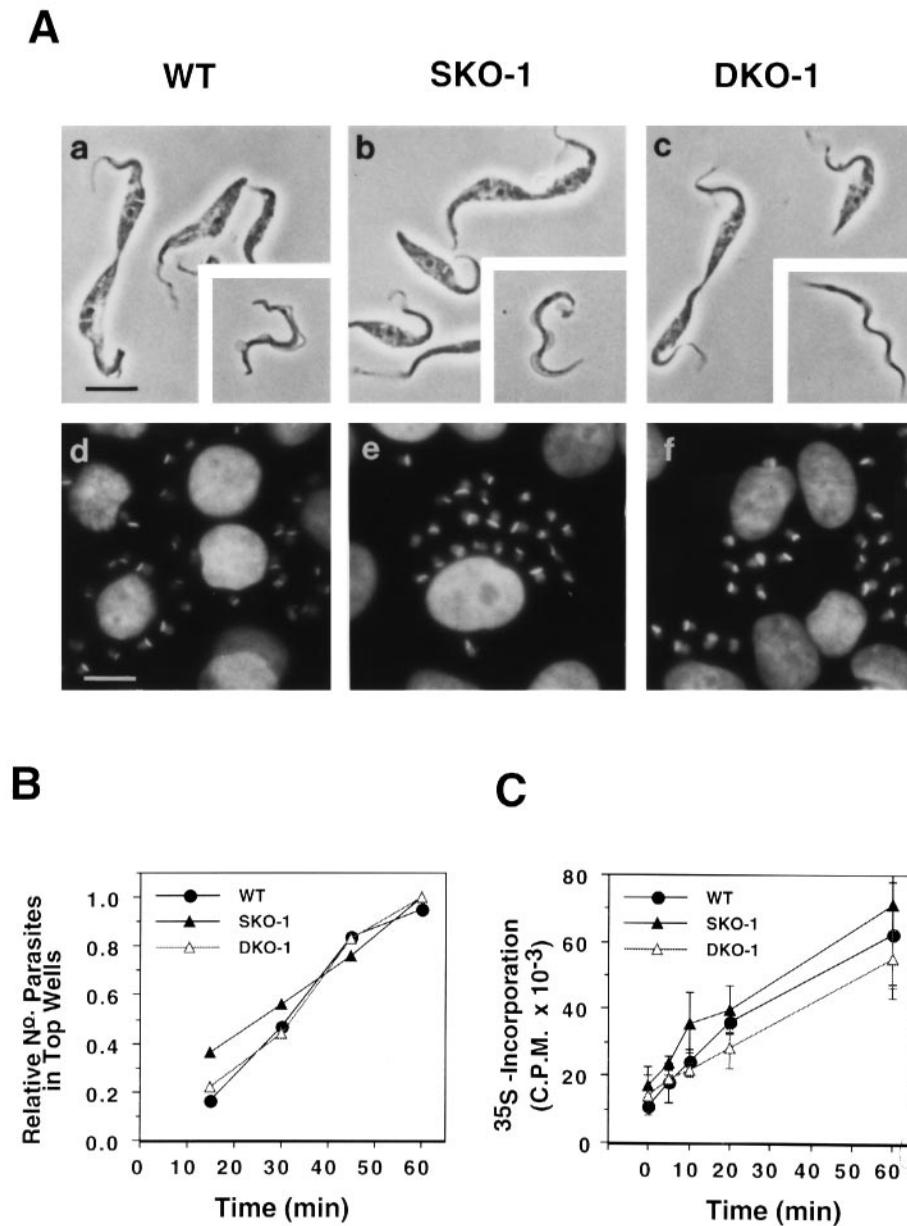 A
WT SKO-1 DKO-1
a b c
d e f
B
WT
SKO-1
DKO-1
Relative Nº. Parasites
in Top Wells
1.0
0.8
0.6
0.4
0.2
0.0
0 10 20 30 40 50 60
Time (min)
C
WT
SKO-1
DKO-1
35S -Incorporation
(C.P.M. x 10-3)
80
60
40
20
0
0 10 20 30 40 50 60
Time (min)